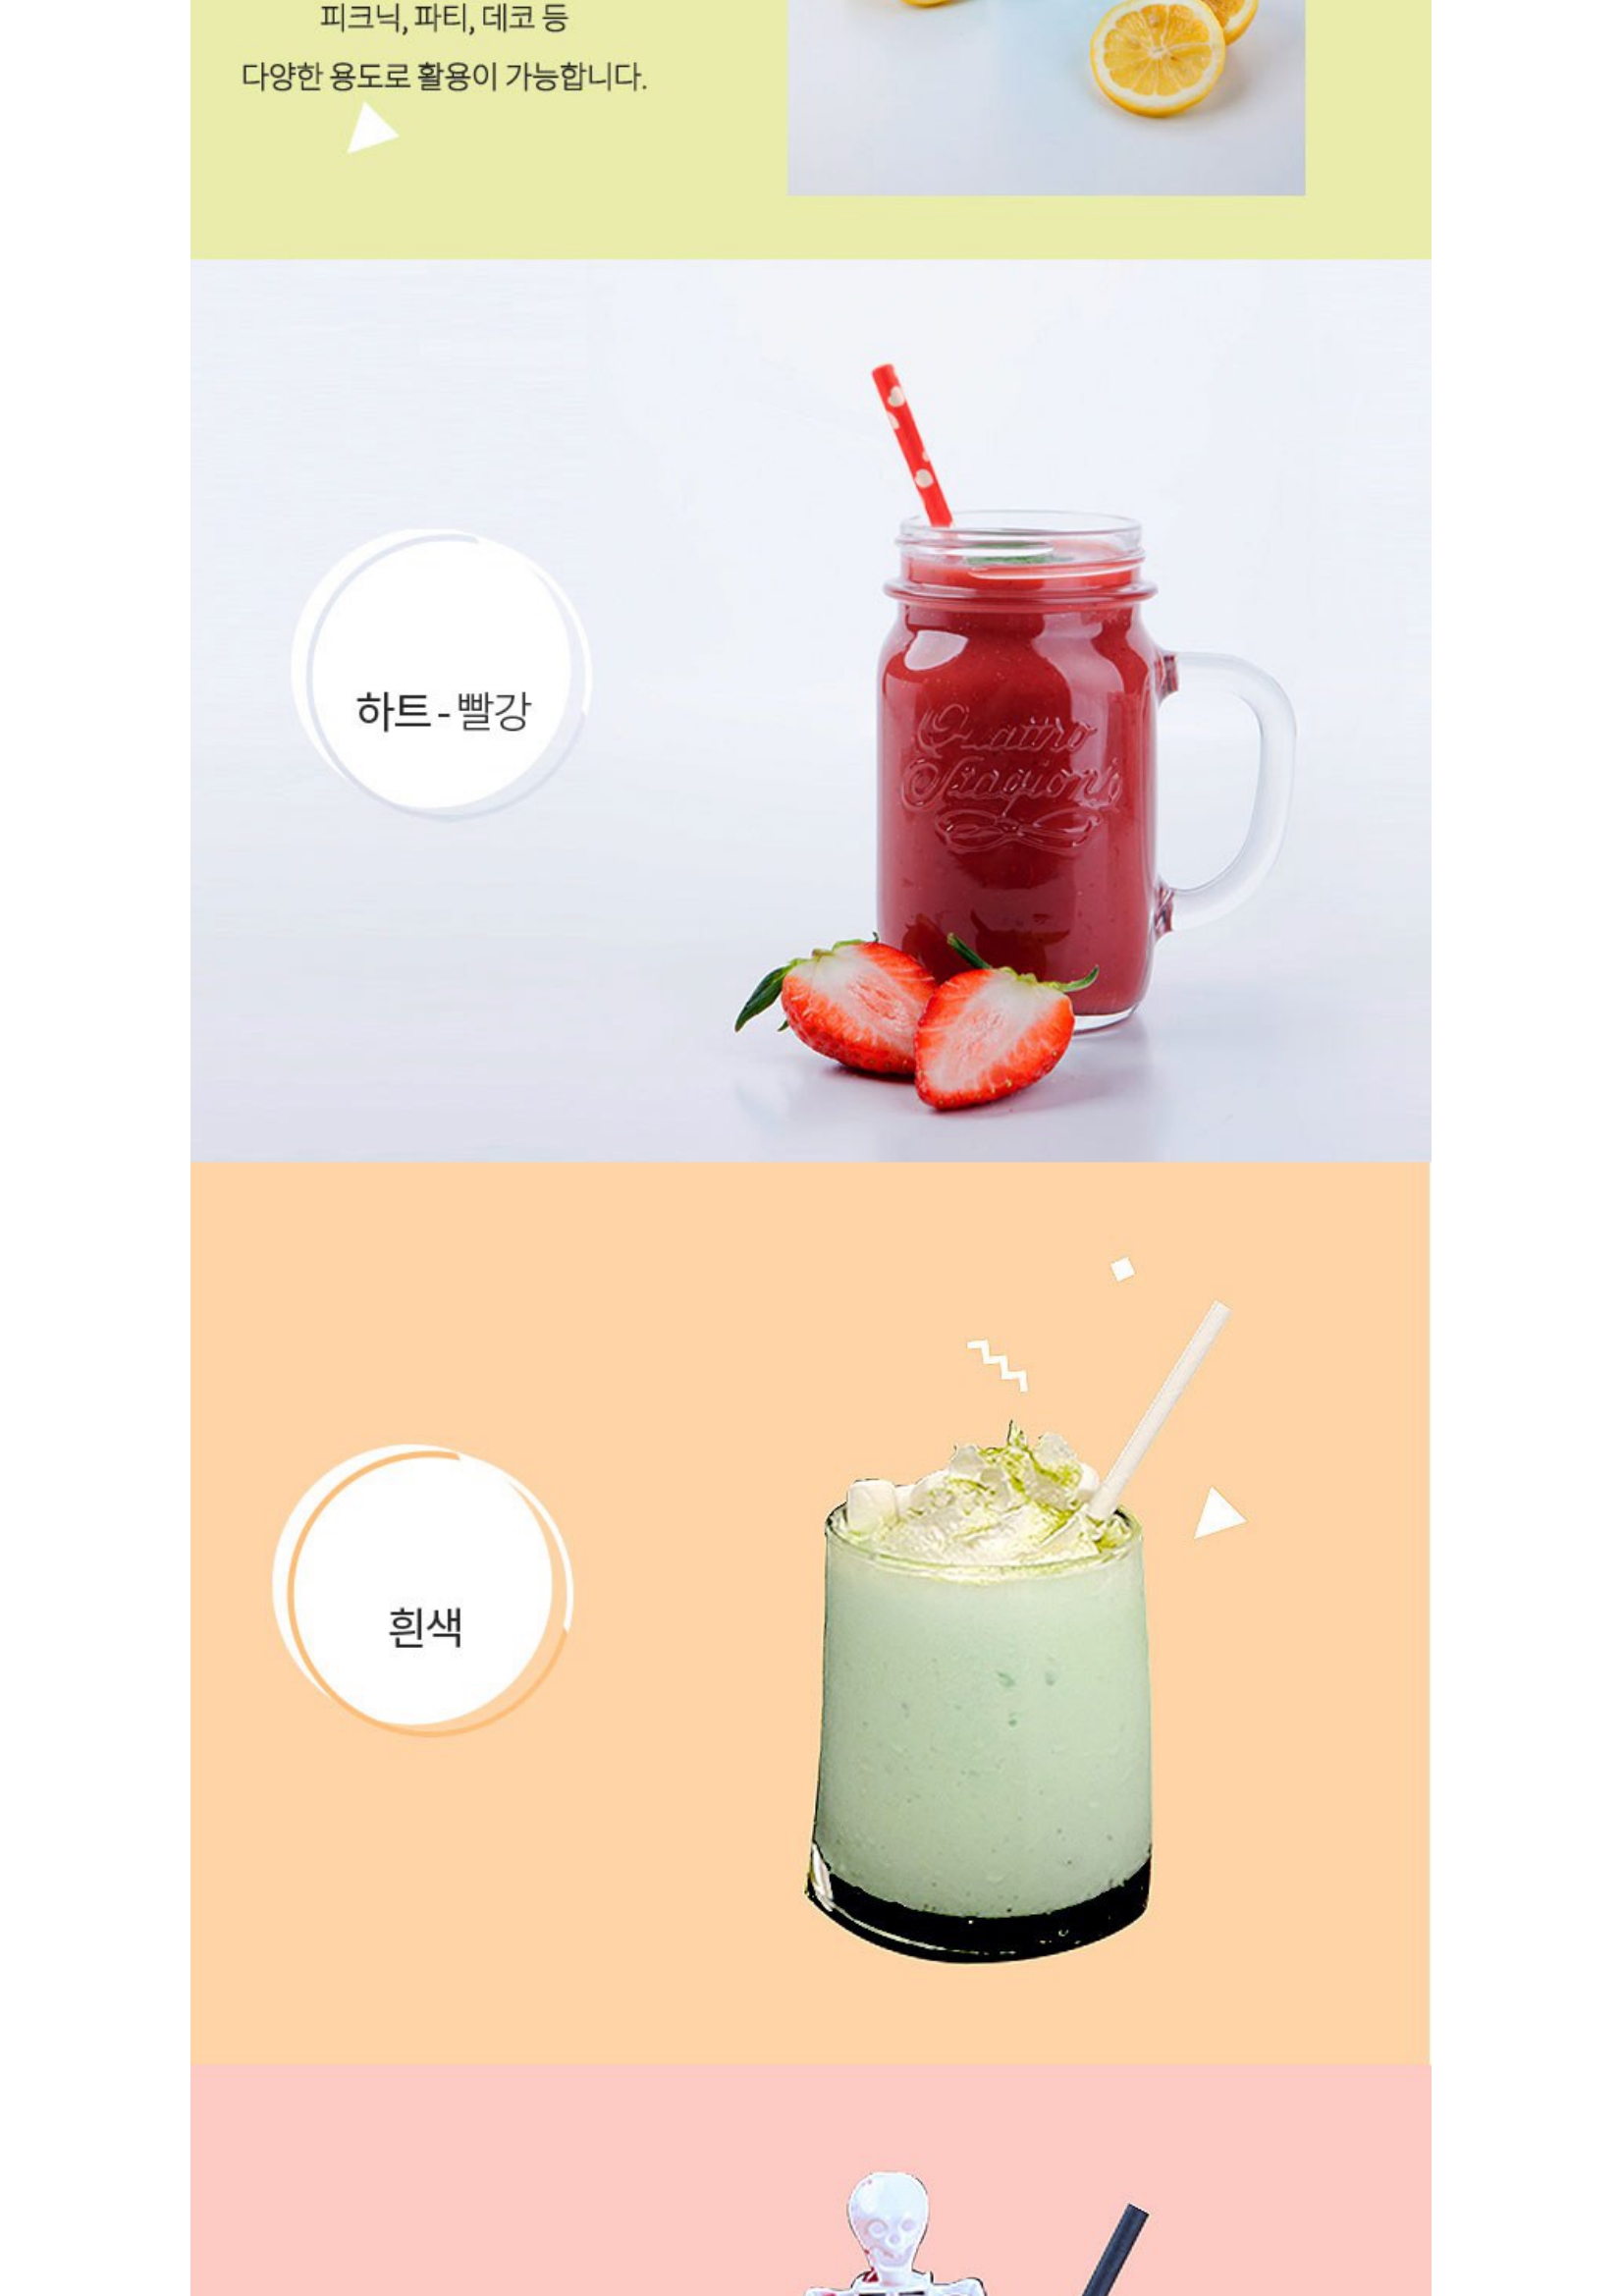 피크닉, 파티, 데코 등
다양한 용도로 활용이 가능합니다.
하트 - 빨강
Quattro
Stagioni
흰색